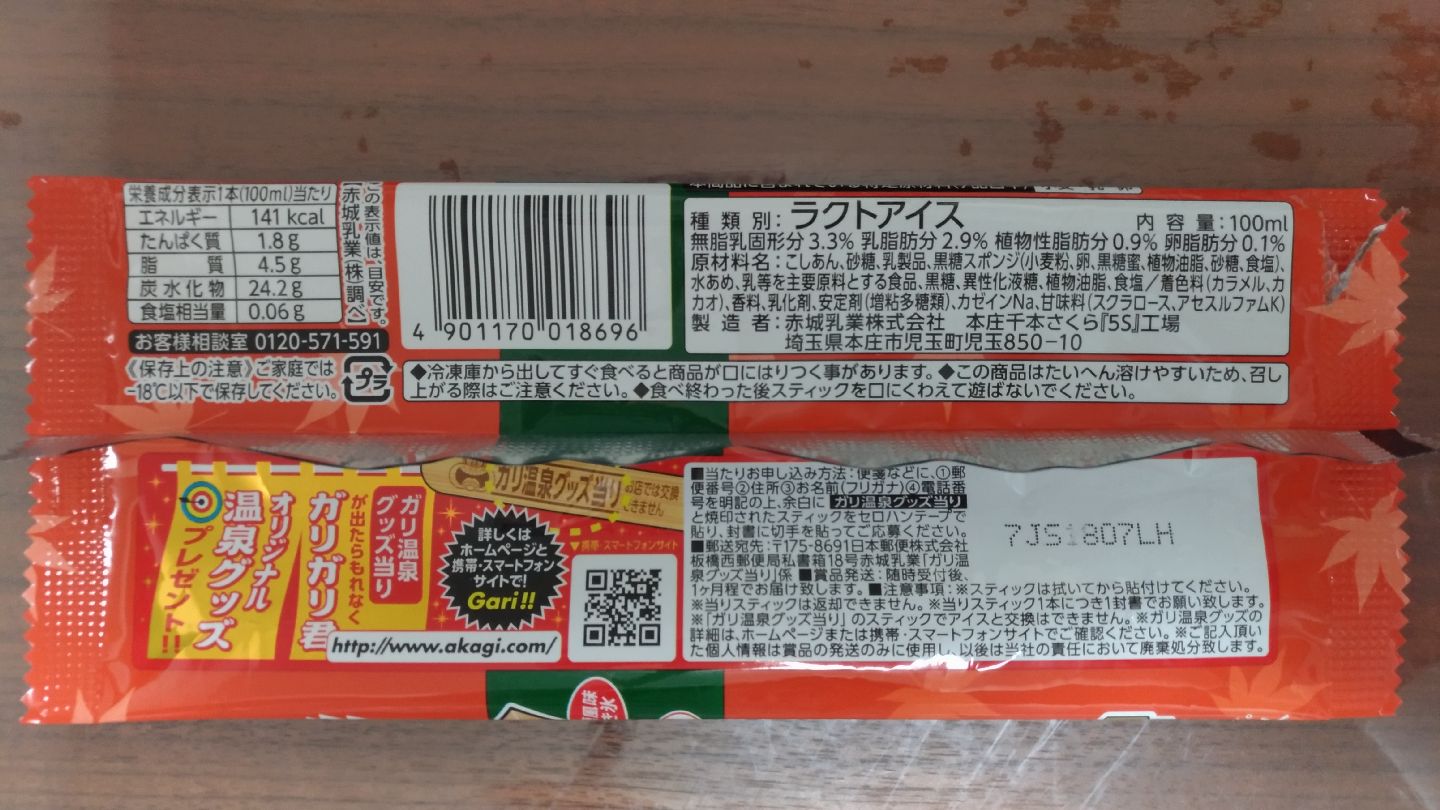 栄養成分表示1本(100ml)当たり
エネルギー 141 kcal
たんぱく質 1.8g
脂質 4.5g
炭水化物 24.2g
食塩相当量 0.06g
この表示値は、目安です。
【赤城乳業(株)調べ】
お客様相談室 0120-571-591
《保存上の注意》ご家庭では
-18℃以下で保存してください。
プラ
4 901170 018696
種類別:ラクトアイス 内容量:100ml
無脂乳固形分 3.3% 乳脂肪分 2.9% 植物性脂肪分 0.9% 卵脂肪分 0.1%
原材料名:こしあん、砂糖、乳製品、黒糖スポンジ(小麦粉、卵、黒糖蜜、植物油脂、砂糖、食塩)、
水あめ、乳等を主要原料とする食品、黒糖、異性化液糖、植物油脂、食塩/着色料(カラメル、カ
カオ)、香料、乳化剤、安定剤(増粘多糖類)、カゼインNa、甘味料(スクラロース、アセスルファムK)
製造者:赤城乳業株式会社 本庄千本さくら『5S』工場
埼玉県本庄市児玉町児玉850-10
◆冷凍庫から出してすぐ食べると商品が口にはりつく事があります。◆この商品はたいへん溶けやすいため、召し
上がる際はご注意ください。◆食べ終わった後スティックを口にくわえて遊ばないでください。
ガリ温泉
グッズ当り
が出たらもれなく
ガリガリ君
オリジナル
温泉グッズ
プレゼント!!
ガリ温泉グッズ当り
お店では交換
できません
詳しくは
ホームページと
携帯・スマートフォン
サイトで!
Gari!!
▼携帯・スマートフォンサイト
http://www.akagi.com/
■当たりお申し込み方法:便箋などに、①郵
便番号②住所③お名前(フリガナ)④電話番
号を明記の上、余白に ガリ温泉グッズ当り
と焼印されたスティックをセロハンテープで
貼り、封書に切手を貼ってご応募ください。
■郵送宛先:〒175-8691日本郵便株式会社
板橋西郵便局私書箱18号赤城乳業「ガリ温
泉グッズ当り」係 ■賞品発送:随時受付後、
1ヶ月程でお届け致します。■注意事項:※スティックは拭いてから貼付けてください。
※当りスティックは返却できません。※当りスティック1本につき1封書でお願い致します。
※「ガリ温泉グッズ当り」のスティックでアイスと交換はできません。※ガリ温泉グッズの
詳細は、ホームページまたは携帯・スマートフォンサイトでご確認ください。※ご記入頂い
た個人情報は賞品の発送のみに使用し、以後は当社の責任において廃棄処分致します。
7JS1807LH
風味